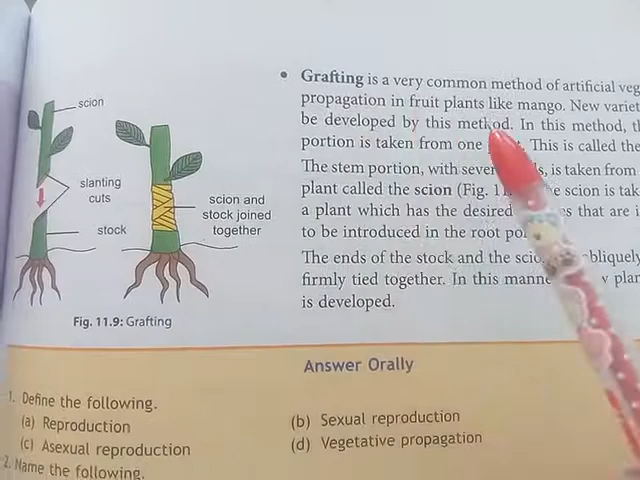 • Grafting is a very common method of artificial veg
propagation in fruit plants like mango. New variet
be developed by this method. In this method, th
portion is taken from one . This is called the
The stem portion, with seve s, is taken from
plant called the scion (Fig. 1 e scion is tak
a plant which has the desired es that are i
to be introduced in the root po
The ends of the stock and the scio bliquely
firmly tied together. In this manne v plan
is developed.
scion
slanting
cuts
stock
scion and
stock joined
together
Fig. 11.9: Grafting
Answer Orally
1. Define the following.
(a) Reproduction
(b) Sexual reproduction
(c) Asexual reproduction
(d) Vegetative propagation
2. Name the following.